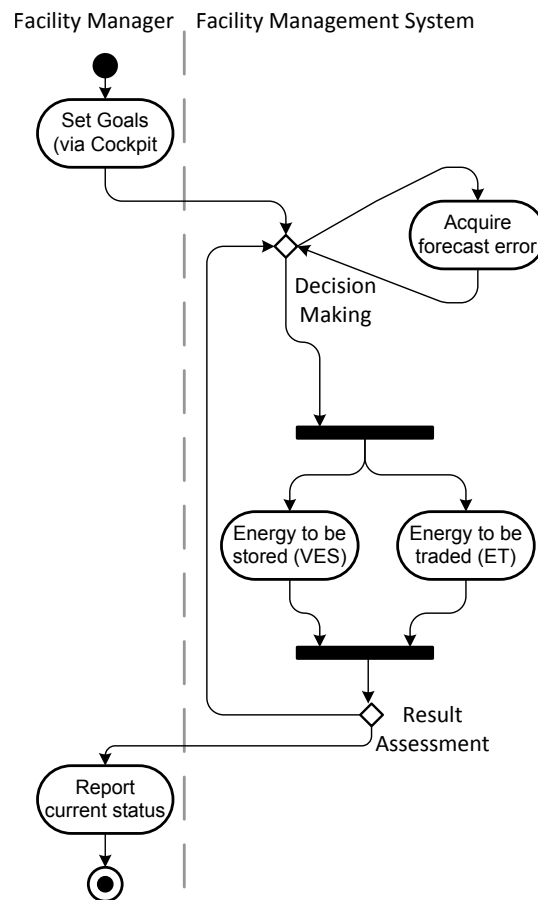 Facility Manager
Facility Management System
Set Goals
(via Cockpit
Acquire
forecast error
Decision
Making
Energy to be
stored (VES)
Energy to be
traded (ET)
Result
Assessment
Report
current status